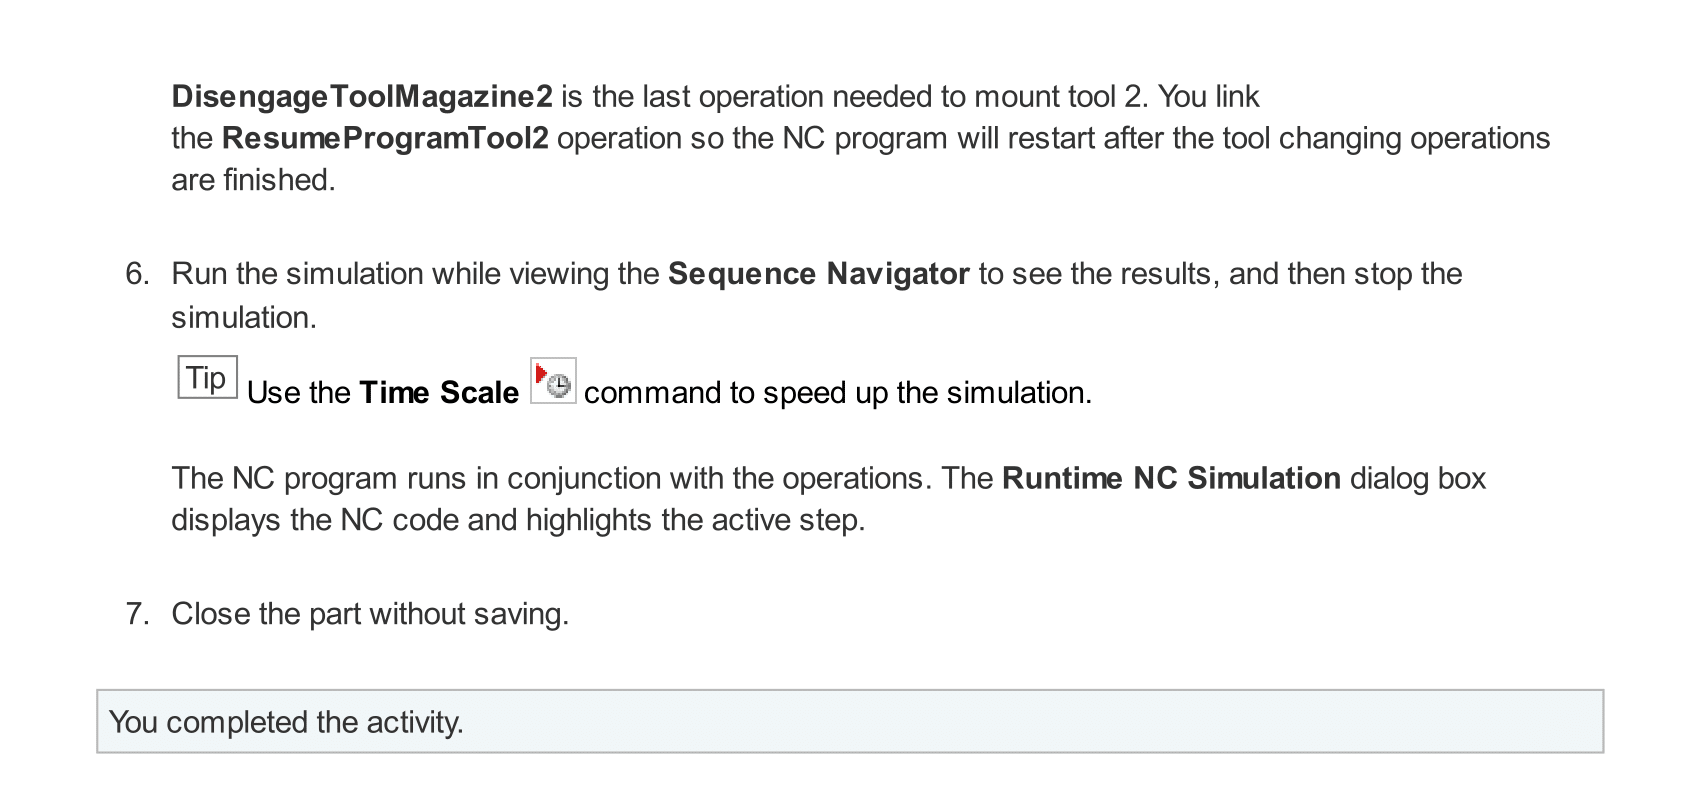 DisengageToolMagazine2 is the last operation needed to mount tool 2. You link
the ResumeProgramTool2 operation so the NC program will restart after the tool changing operations
are finished.
6. Run the simulation while viewing the Sequence Navigator to see the results, and then stop the
simulation.
Tip Use the Time Scale command to speed up the simulation.
The NC program runs in conjunction with the operations. The Runtime NC Simulation dialog box
displays the NC code and highlights the active step.
7. Close the part without saving.
You completed the activity.